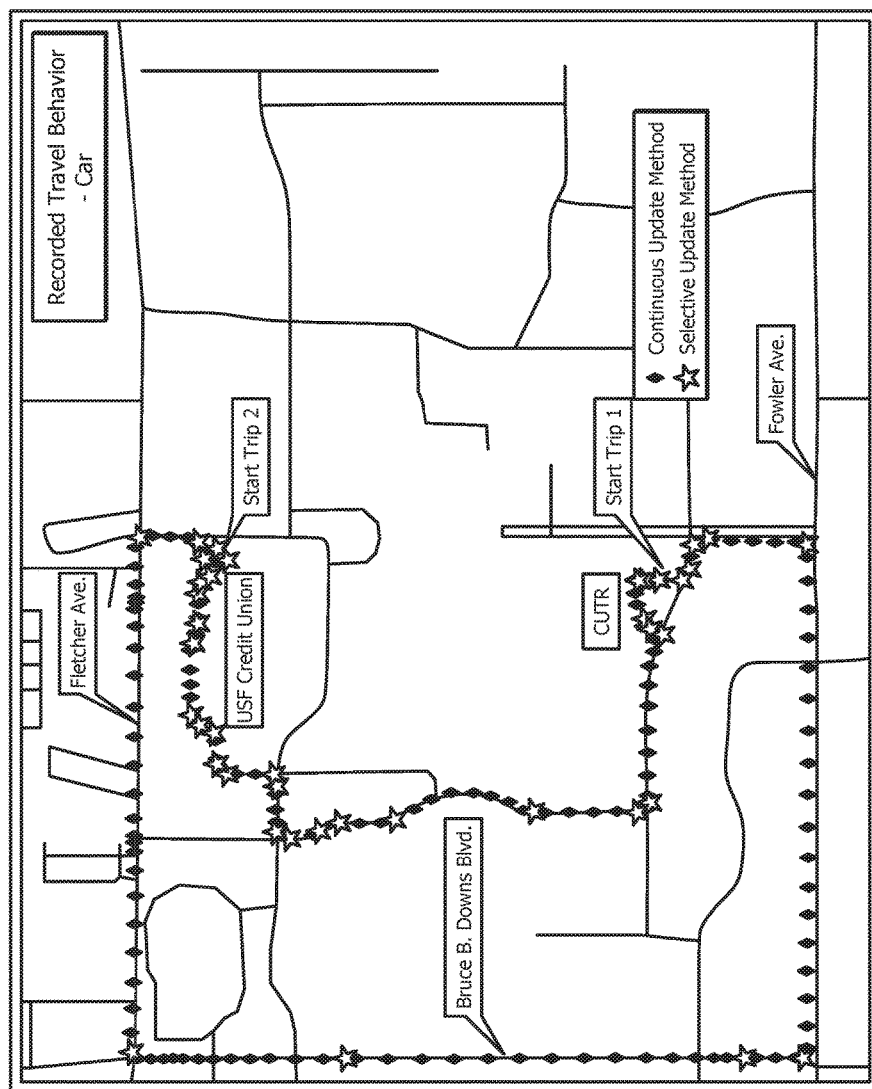 Recorded Travel Behavior
- Car
Fletcher Ave.
Start Trip 2
USF Credit Union
Bruce B. Downs Blvd.
CUTR
Start Trip 1
Continuous Update Method
Selective Update Method
Fowler Ave.